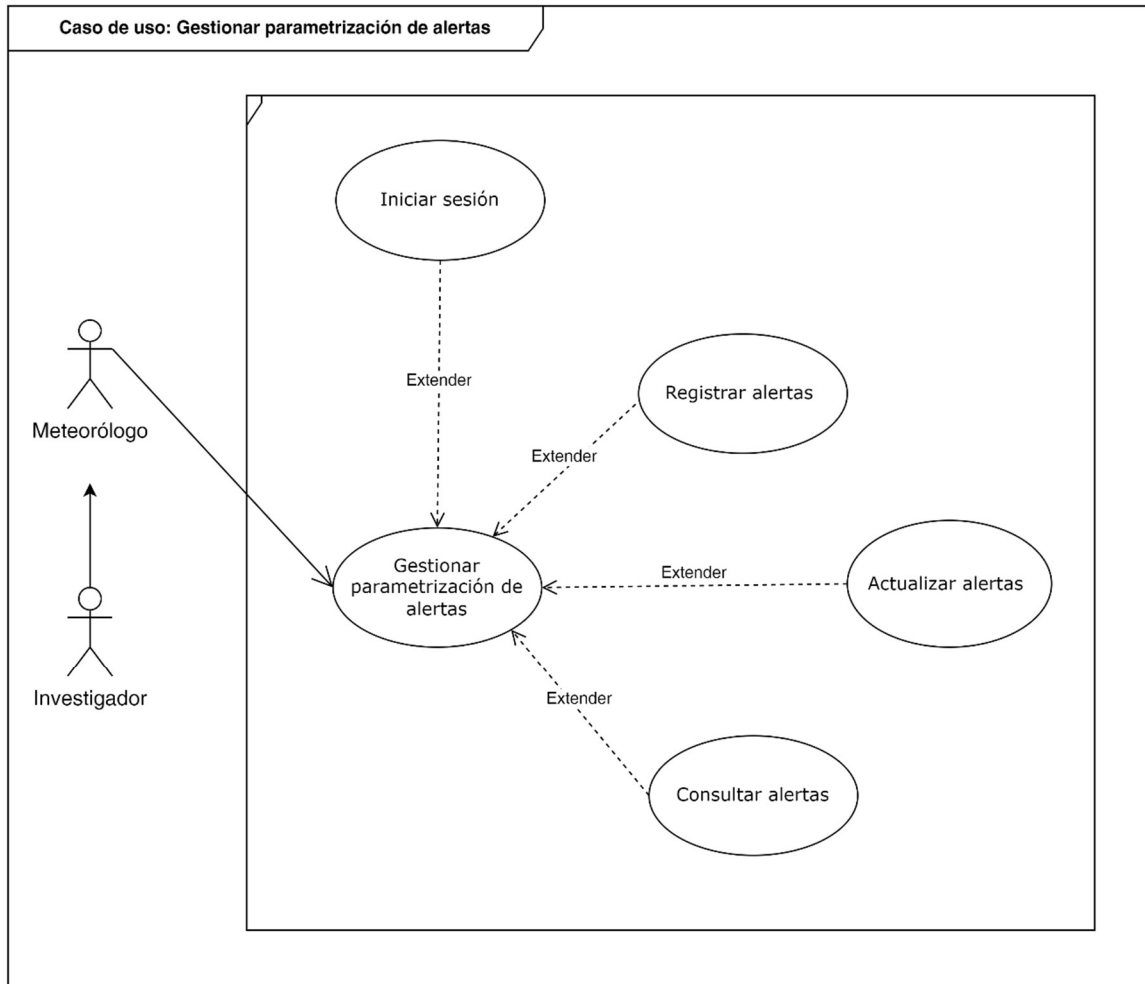 Caso de uso: Gestionar parametrización de alertas
Iniciar sesión
Extender
Registrar alertas
Extender
Meteorólogo
Gestionar
parametrización de
alertas
Extender
Actualizar alertas
Investigador
Extender
Consultar alertas